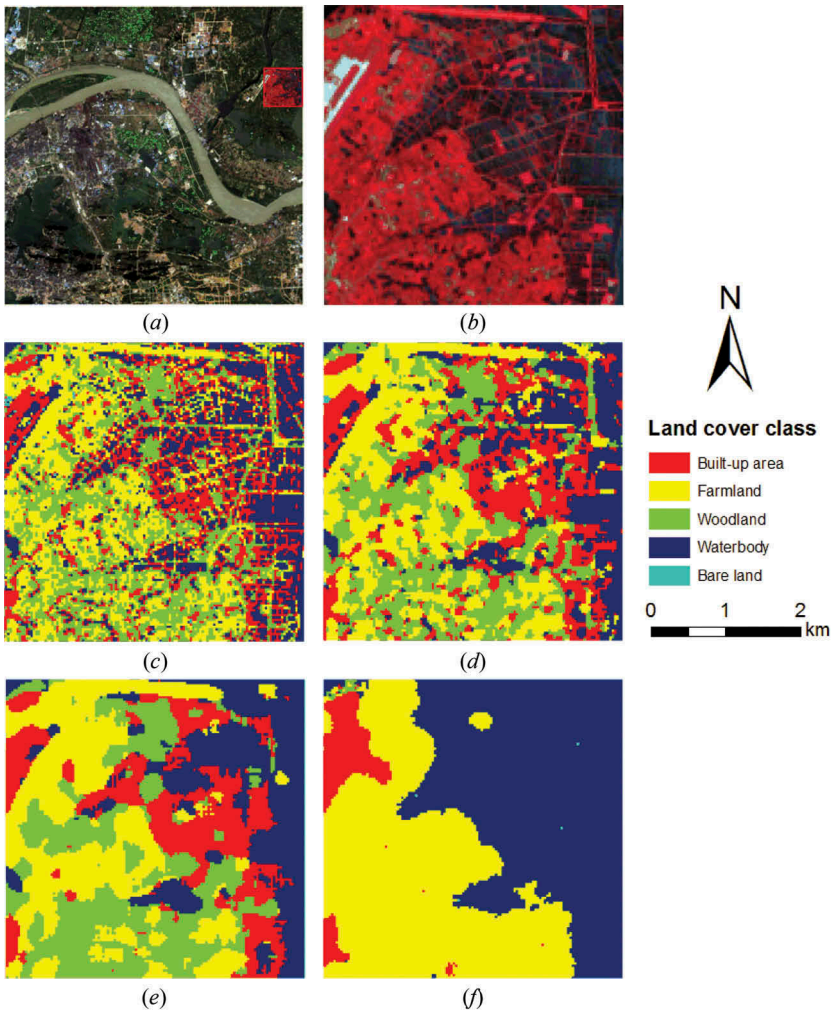 (a)
(b)
N
Land cover class
Built-up area
Farmland
Woodland
Waterbody
Bare land
0 1 2
km
(c)
(d)
(e)
(f)